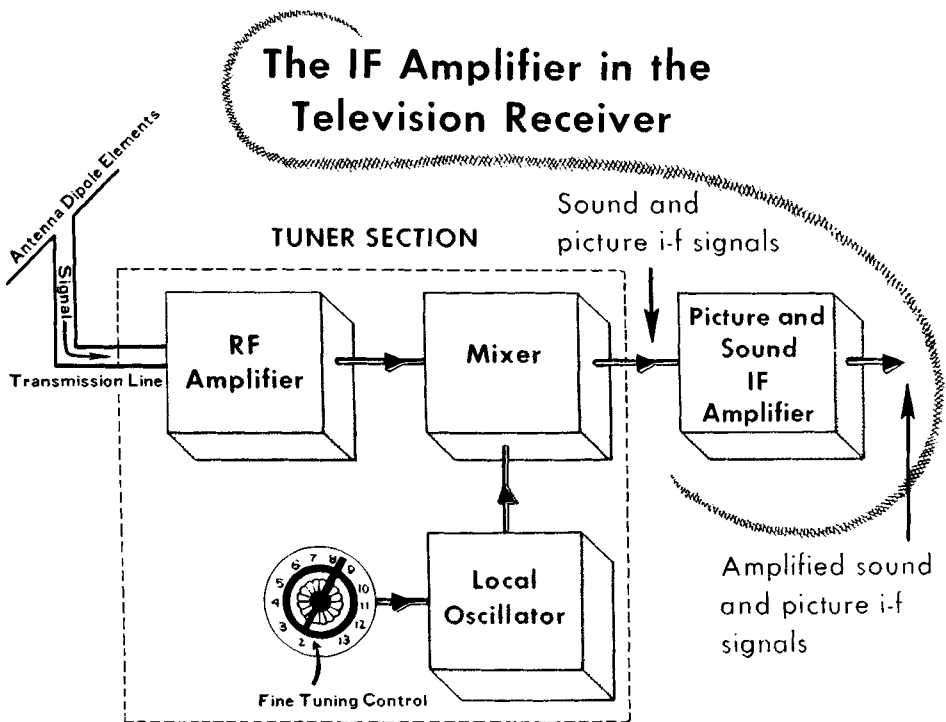 The IF Amplifier in the
Television Receiver
Antenna Dipole Elements
Signal
Transmission Line
TUNER SECTION
RF
Amplifier
Mixer
Sound and
picture i-f signals
Picture and
Sound
IF
Amplifier
Local
Oscillator
2
3
4
5
6
7
8
9
10
11
12
13
Fine Tuning Control
Amplified sound
and picture i-f
signals